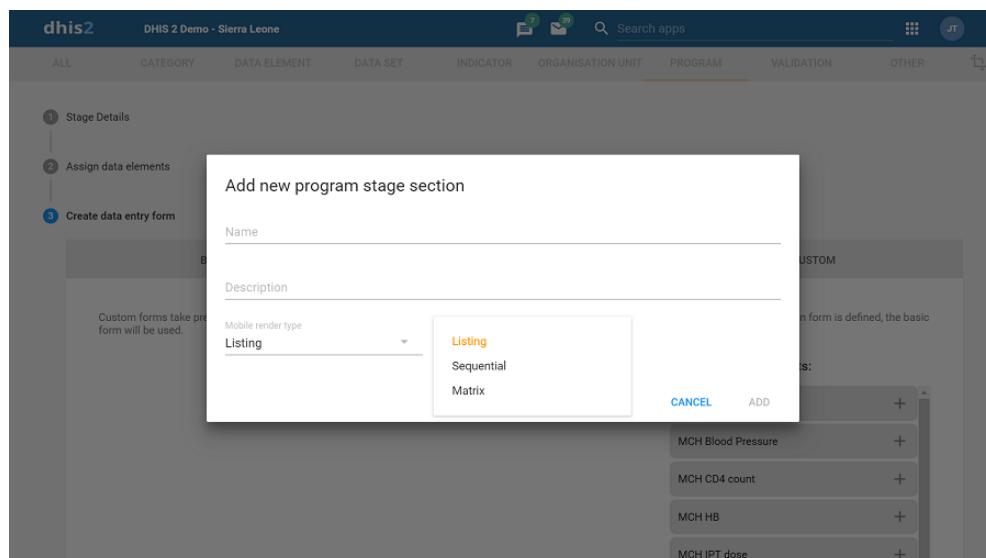 dhis2
DHIS 2 Demo - Sierra Leone
7
39
Search apps
JT
ALL
CATEGORY
DATA ELEMENT
DATA SET
INDICATOR
ORGANISATION UNIT
PROGRAM
VALIDATION
OTHER
1 Stage Details
2 Assign data elements
3 Create data entry form
B
USTOM
Custom forms take pre
form will be used.
n form is defined, the basic
s:
Add new program stage section
Name
Description
Mobile render type
Listing
Listing
Sequential
Matrix
CANCEL
ADD
+
MCH Blood Pressure +
MCH CD4 count +
MCH HB +
MCH IPT dose +